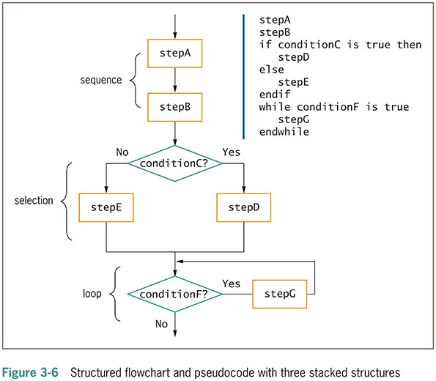 stepA
sequence
stepB
No
Yes
conditionC?
selection
stepE
stepD
loop
conditionF?
Yes
stepG
No
stepA
stepB
if conditionC is true then
stepD
else
stepE
endif
while conditionF is true
stepG
endwhile
Figure 3-6 Structured flowchart and pseudocode with three stacked structures